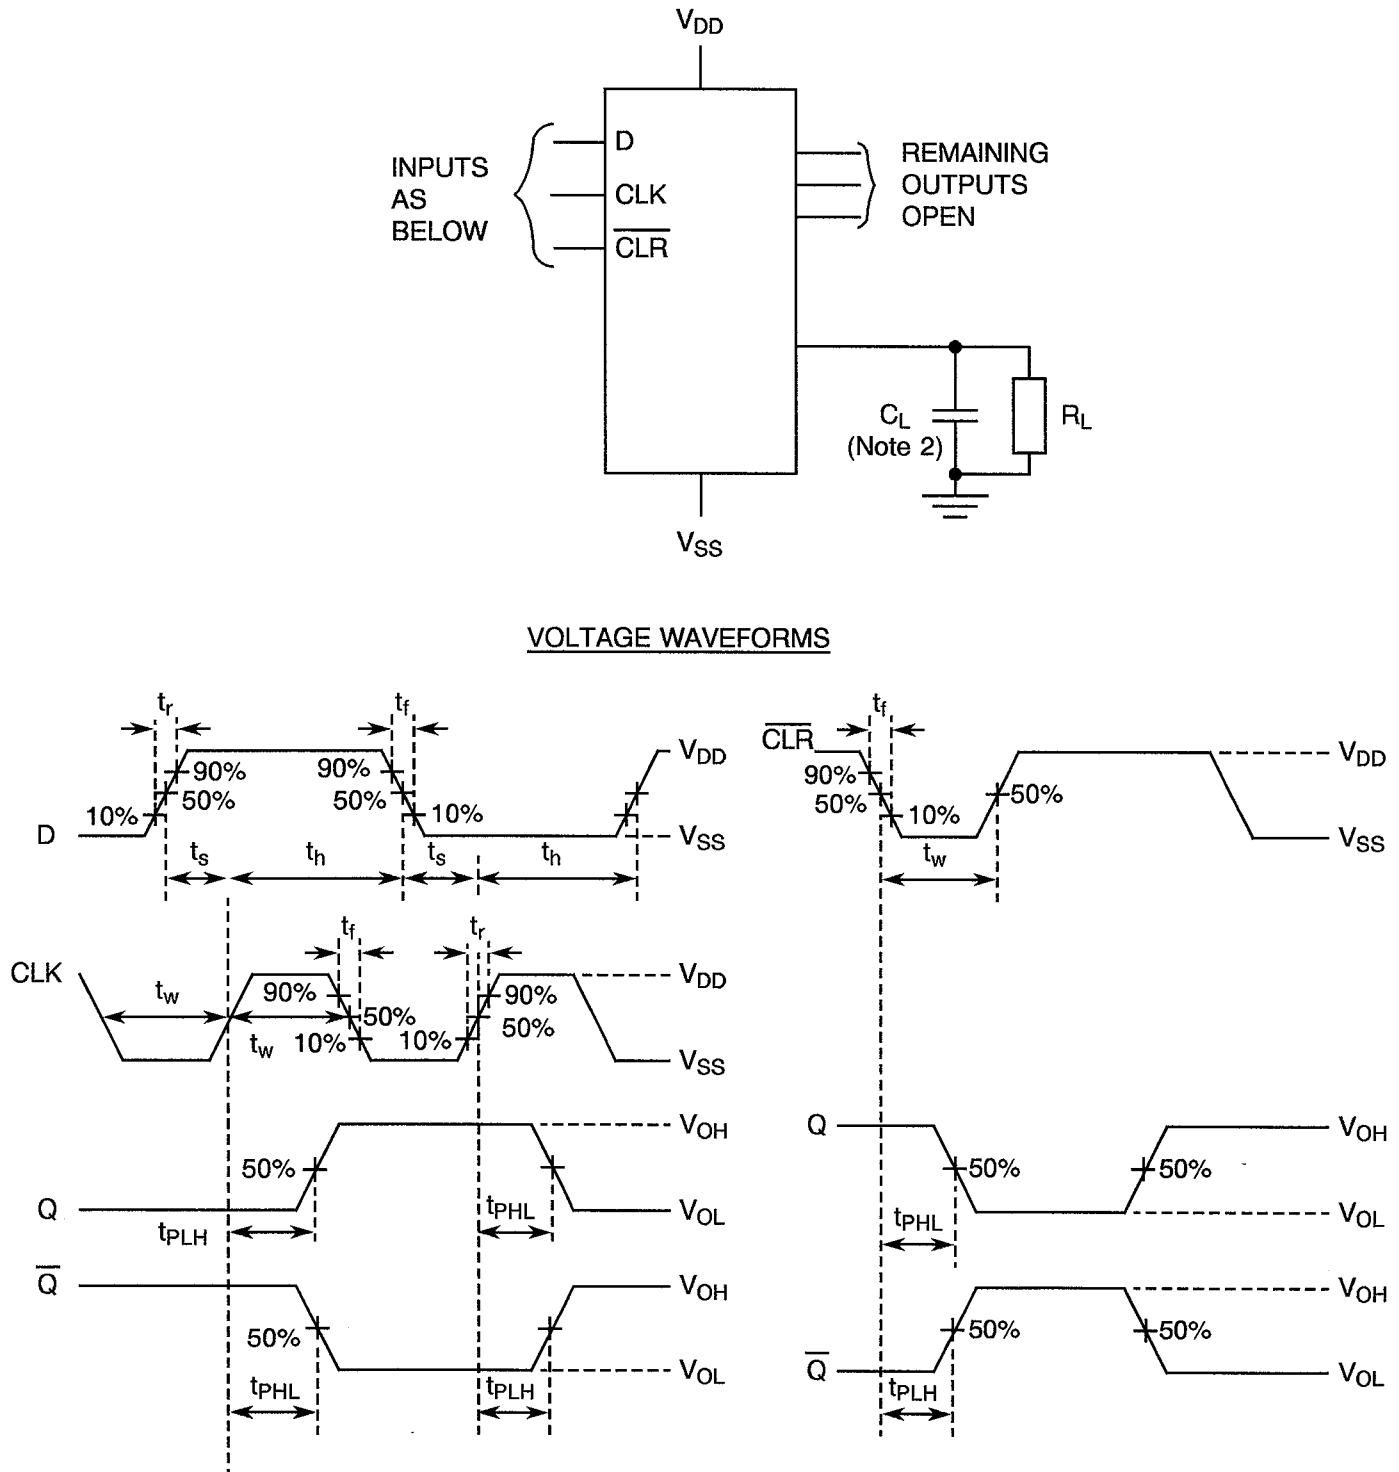 VDD
INPUTS
AS
BELOW
D
CLK
CLR
REMAINING
OUTPUTS
OPEN
CL
(Note 2)
RL
VSS
VOLTAGE WAVEFORMS
tr
tf
90%
90%
VDD
50%
50%
10%
10%
D
VSS
ts
th
ts
th
tf
tr
CLK
VDD
tw
90%
90%
50%
50%
tw
10%
10%
VSS
VOH
50%
Q
VOL
tPLH
tPHL
Q
VOH
50%
VOL
tPHL
tPLH
tf
CLR
VDD
90%
50%
50%
10%
VSS
tw
Q
VOH
50%
50%
VOL
tPHL
VOH
50%
50%
Q
VOL
tPLH